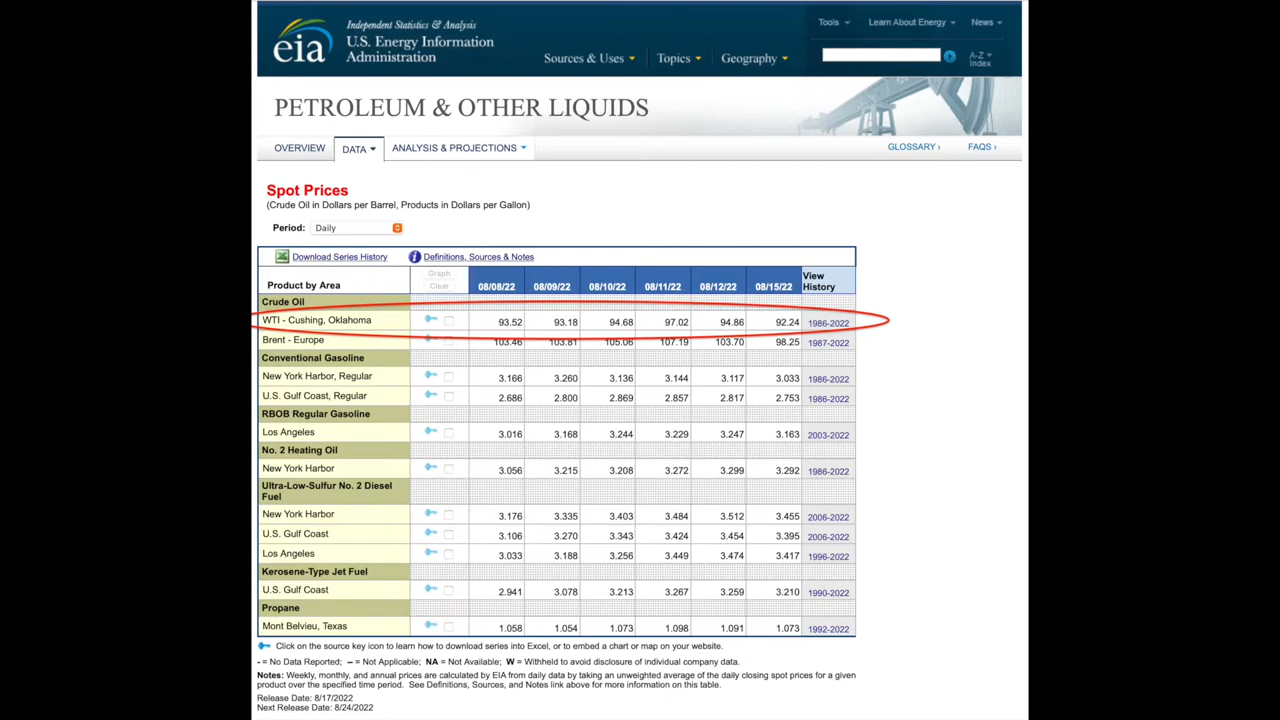 Independent Statistics & Analysis
eia U.S. Energy Information
Administration
Tools Learn About Energy News
Sources & Uses Topics Geography
A-Z
Index
PETROLEUM & OTHER LIQUIDS
OVERVIEW DATA ANALYSIS & PROJECTIONS GLOSSARY › FAQS ›
Spot Prices
(Crude Oil in Dollars per Barrel, Products in Dollars per Gallon)
Period: Daily
Download Series History Definitions, Sources & Notes
Product by Area Graph Clear 08/08/22 08/09/22 08/10/22 08/11/22 08/12/22 08/15/22 View History
Crude Oil
WTI - Cushing, Oklahoma 93.52 93.18 94.68 97.02 94.86 92.24 1986-2022
Brent - Europe 103.46 103.81 105.06 107.19 103.70 98.25 1987-2022
Conventional Gasoline
New York Harbor, Regular 3.166 3.260 3.136 3.144 3.117 3.033 1986-2022
U.S. Gulf Coast, Regular 2.686 2.800 2.869 2.857 2.817 2.753 1986-2022
RBOB Regular Gasoline
Los Angeles 3.016 3.168 3.244 3.229 3.247 3.163 2003-2022
No. 2 Heating Oil
New York Harbor 3.056 3.215 3.208 3.272 3.299 3.292 1986-2022
Ultra-Low-Sulfur No. 2 Diesel
Fuel
New York Harbor 3.176 3.335 3.403 3.484 3.512 3.455 2006-2022
U.S. Gulf Coast 3.106 3.270 3.343 3.424 3.454 3.395 2006-2022
Los Angeles 3.033 3.188 3.256 3.449 3.474 3.417 1996-2022
Kerosene-Type Jet Fuel
U.S. Gulf Coast 2.941 3.078 3.213 3.267 3.259 3.210 1990-2022
Propane
Mont Belvieu, Texas 1.058 1.054 1.073 1.098 1.091 1.073 1992-2022
Click on the source key icon to learn how to download series into Excel, or to embed a chart or map on your website.
- = No Data Reported; -- = Not Applicable; NA = Not Available; W = Withheld to avoid disclosure of individual company data.
Notes: Weekly, monthly, and annual prices are calculated by EIA from daily data by taking an unweighted average of the daily closing spot prices for a given
product over the specified time period. See Definitions, Sources, and Notes link above for more information on this table.
Release Date: 8/17/2022
Next Release Date: 8/24/2022